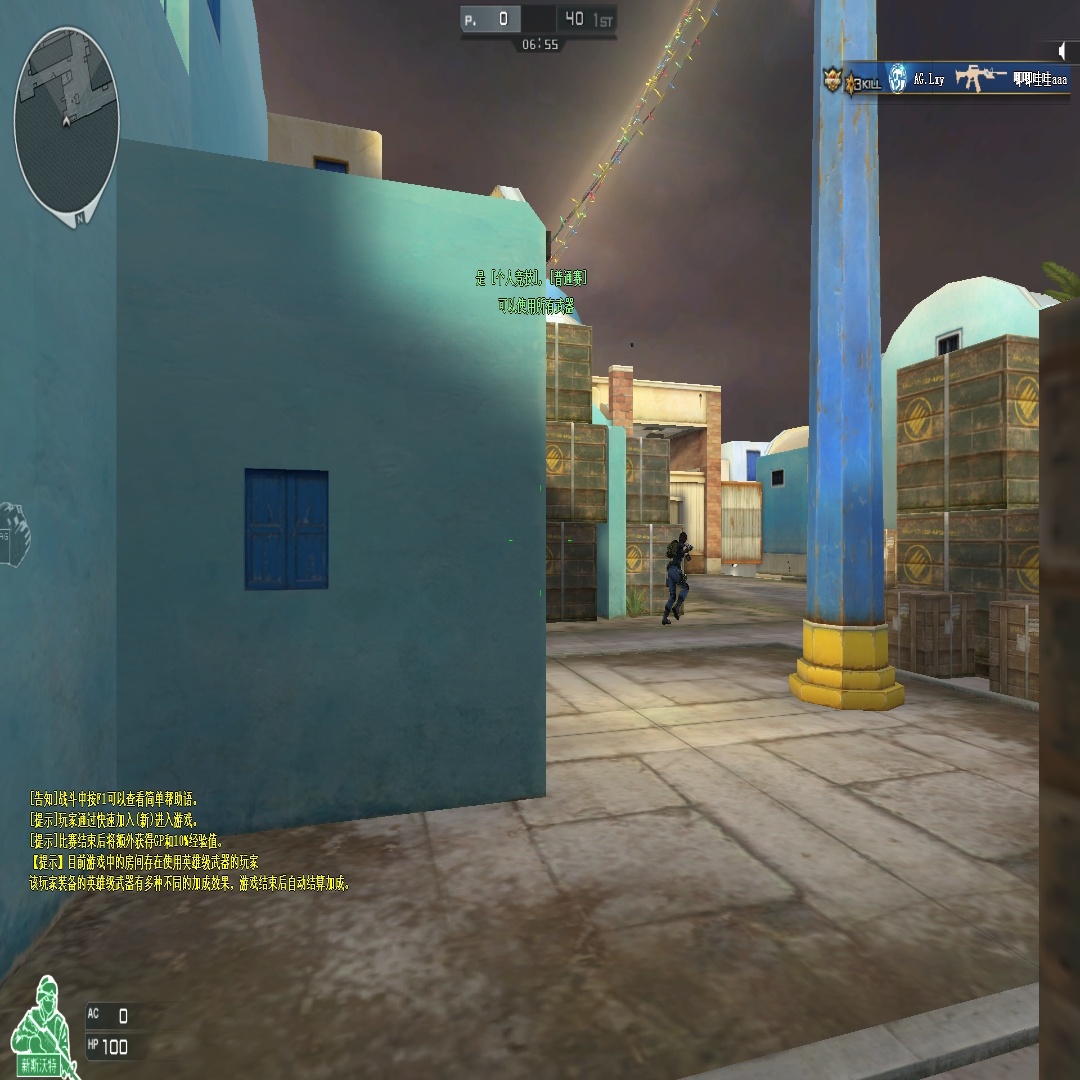 P. 0 40 1ST
06:55
3KILL AG.Lxy 唧唧哇哇aaa
N
是 [个人竞技], [普通赛]
可以使用所有武器
AG
[告知]战斗中按F1可以查看简单帮助语。
[提示]玩家通过快速加入(新)进入游戏。
[提示]比赛结束后将额外获得GP和10%经验值。
【提示】目前游戏中的房间存在使用英雄级武器的玩家
该玩家装备的英雄级武器有多种不同的加成效果, 游戏结束后自动结算加成。
AC 0
HP 100
新斯沃特